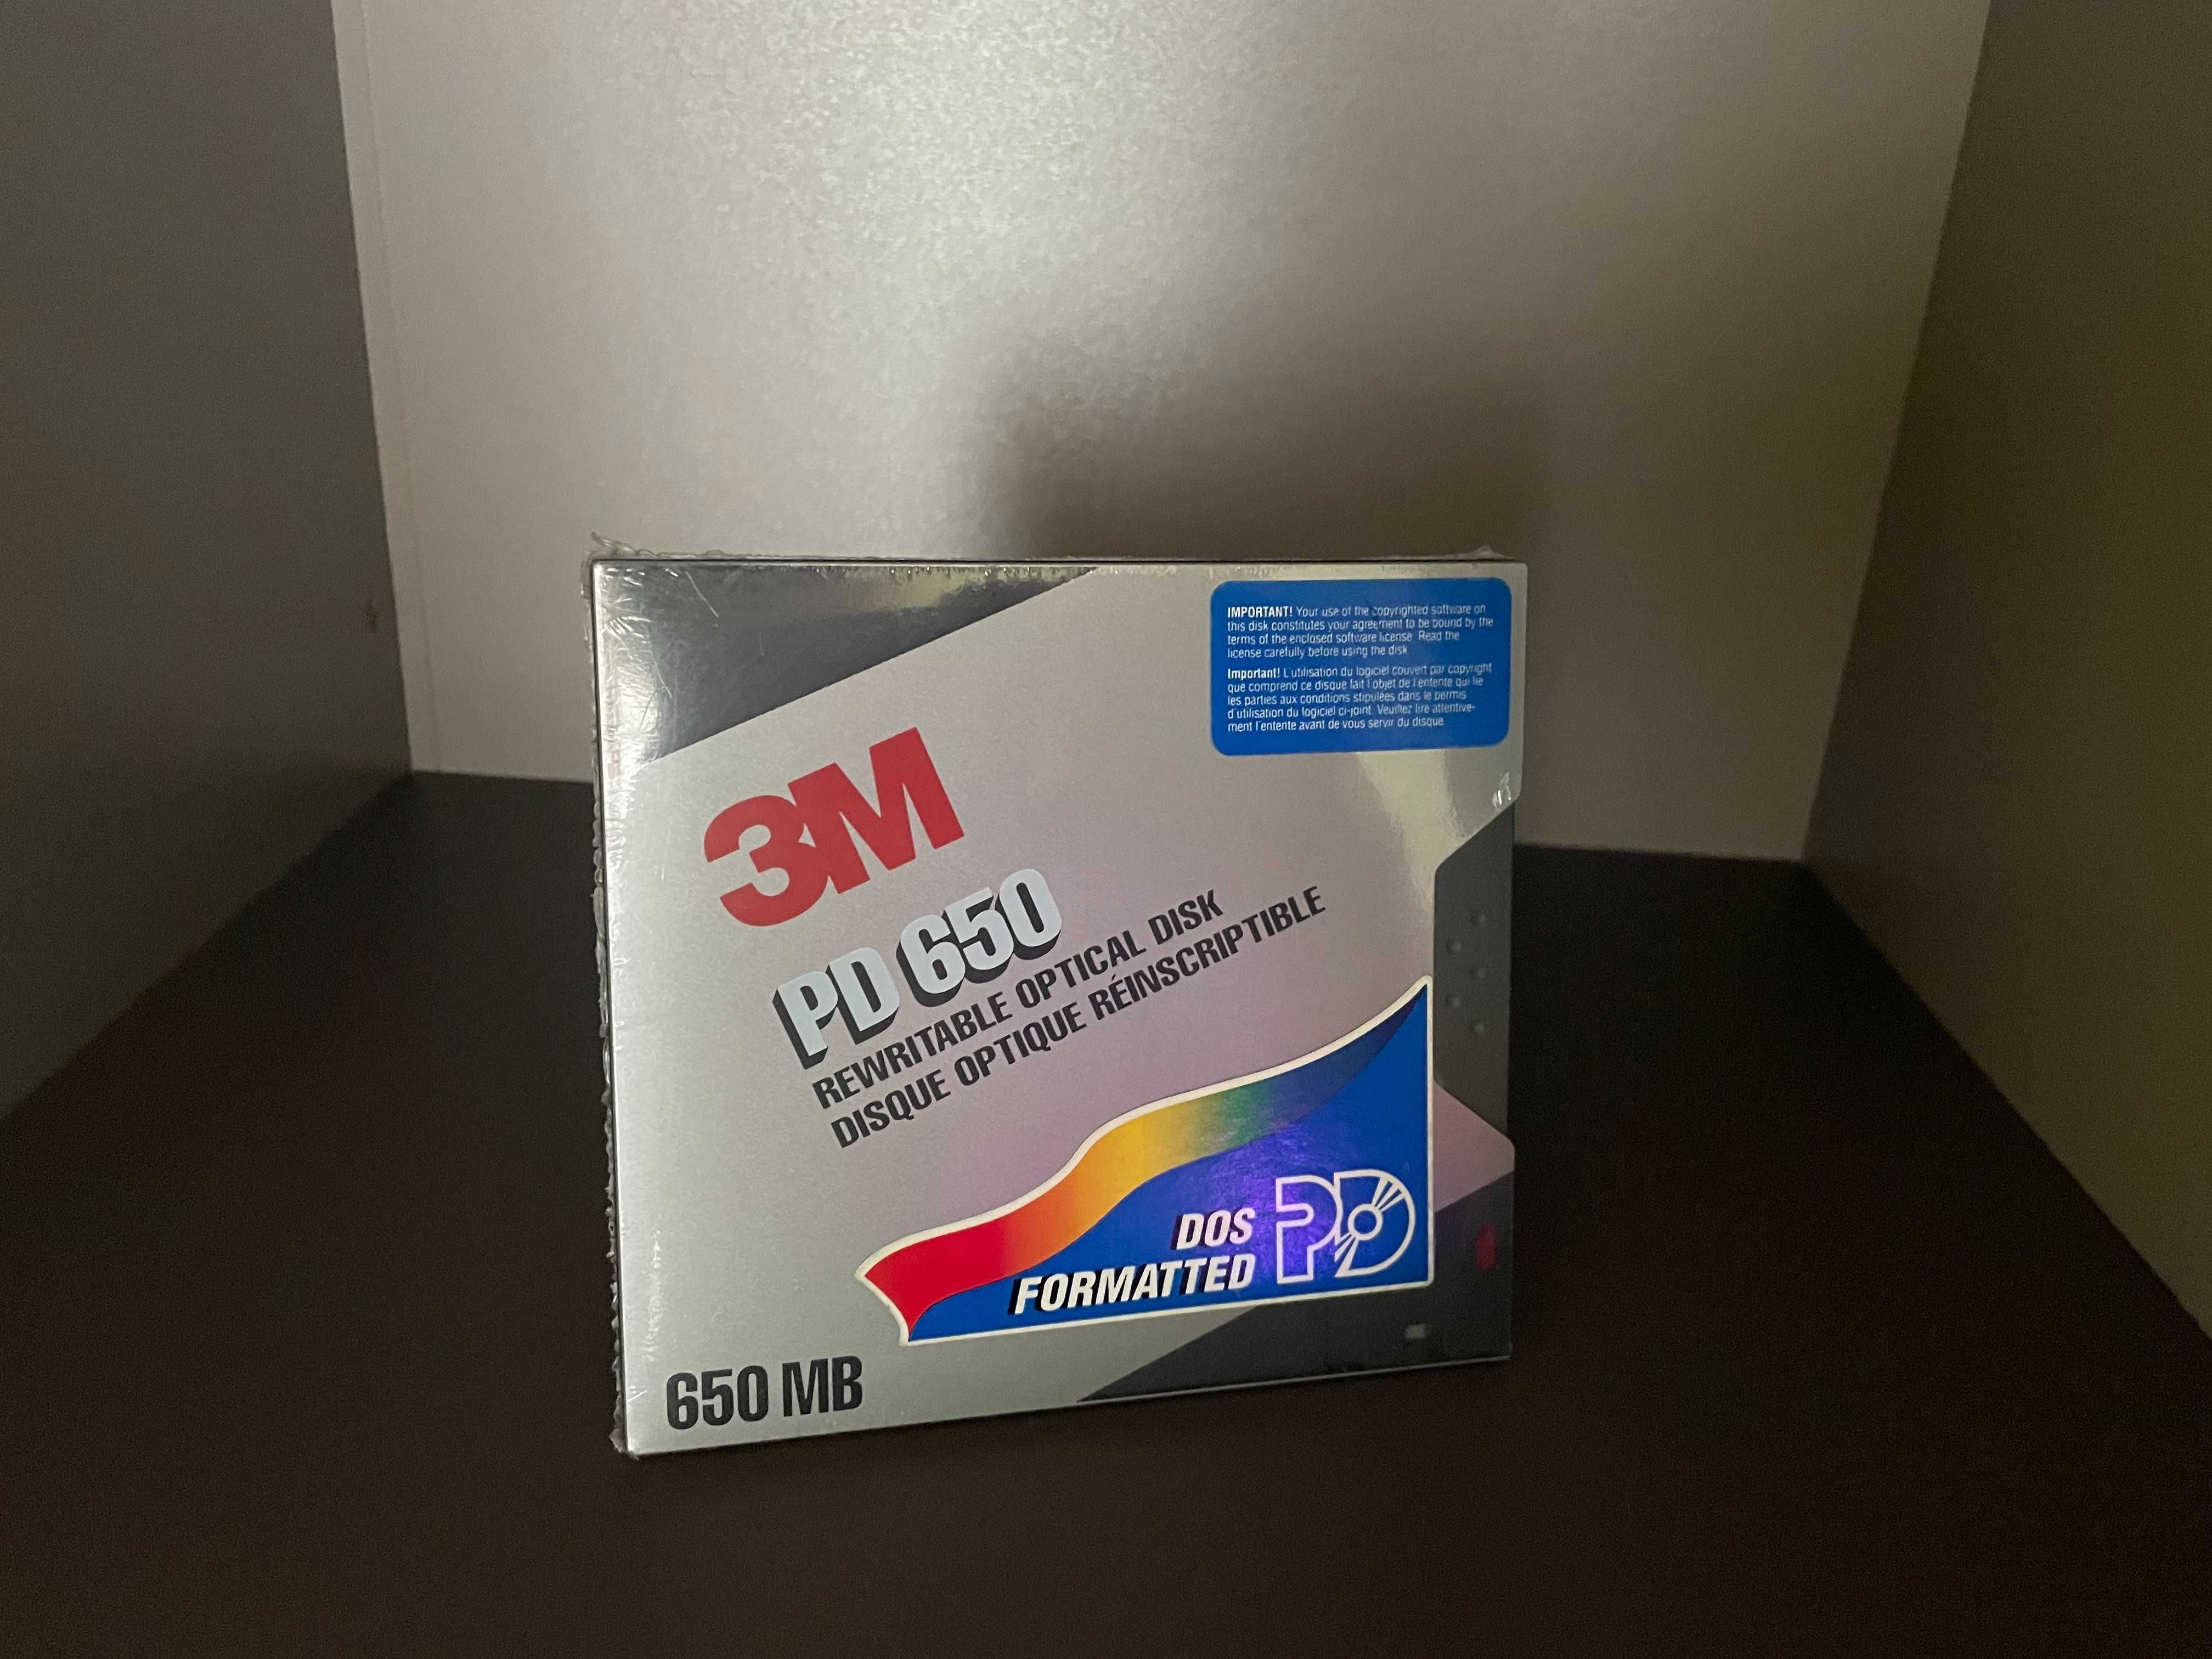 IMPORTANT! Your use of the copyrighted software on
this disk constitutes your agreement to be bound by the
terms of the enclosed software license. Read the
license carefully before using the disk.
Important! L'utilisation du logiciel couvert par copyright
que comprend ce disque fait l'objet de l'entente qui lie
les parties aux conditions stipulées dans le permis
d'utilisation du logiciel ci-joint. Veuillez lire attentive-
ment l'entente avant de vous servir du disque.
3M
PD 650
REWRITABLE OPTICAL DISK
DISQUE OPTIQUE RÉINSCRIPTIBLE
DOS
FORMATTED
PD
650 MB